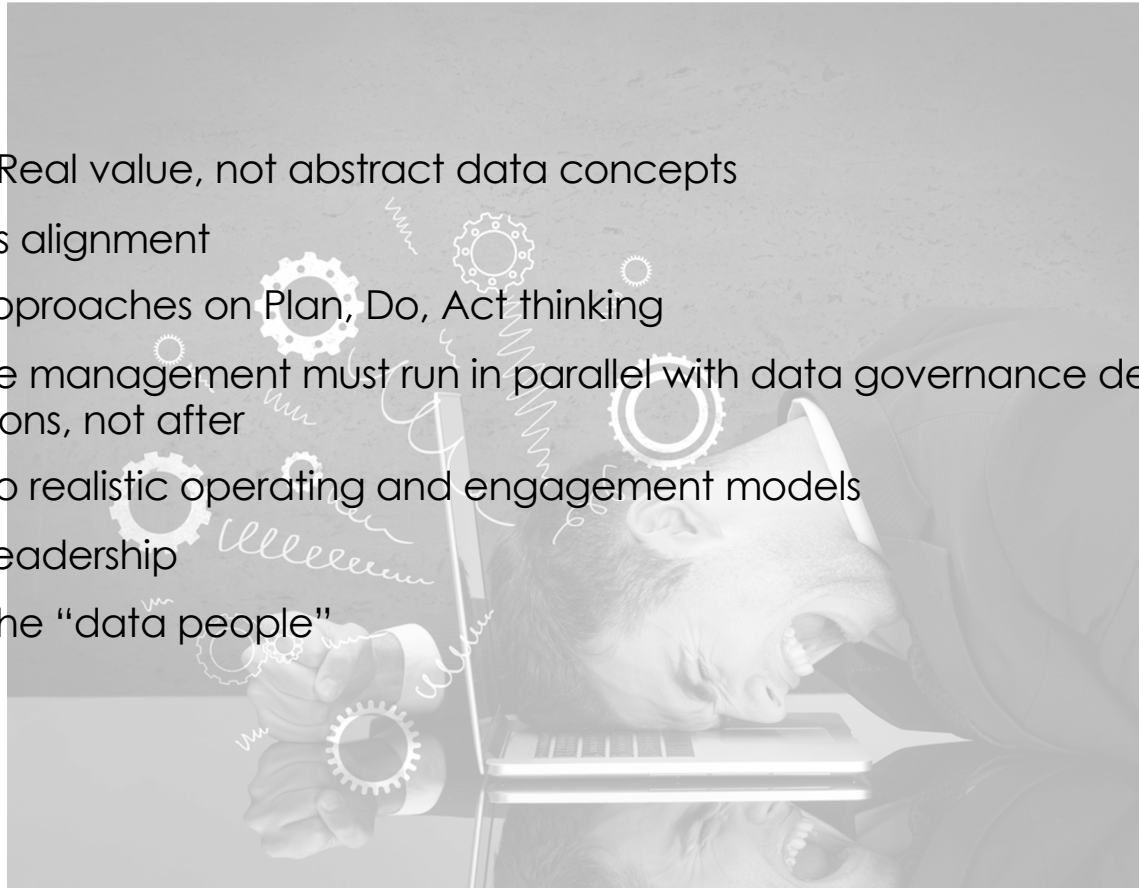 Real value, not abstract data concepts
s alignment
pproaches on Plan, Do, Act thinking
e management must run in parallel with data governance de
ons, not after
o realistic operating and engagement models
eadership
he “data people”